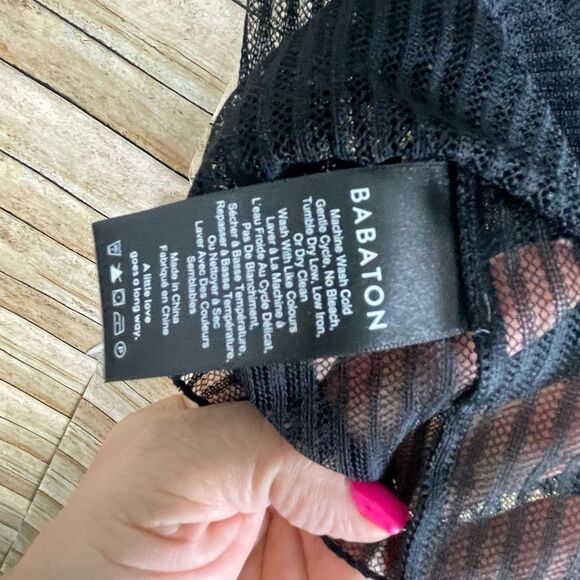 BABATON
Machine Wash Cold
Gentle Cycle, No Bleach,
Tumble Dry Low, Low Iron,
Or Dry Clean
Wash With Like Colours
Laver à La Machine à
L'eau Froide Au Cycle Délicat,
Pas De Blanchiment,
Sécher à Basse Température,
Repasser à Basse Température,
Ou Nettoyer à Sec
Laver Avec Des Couleurs
Semblables
Made in China
Fabriqué en Chine
A little love
goes a long way.